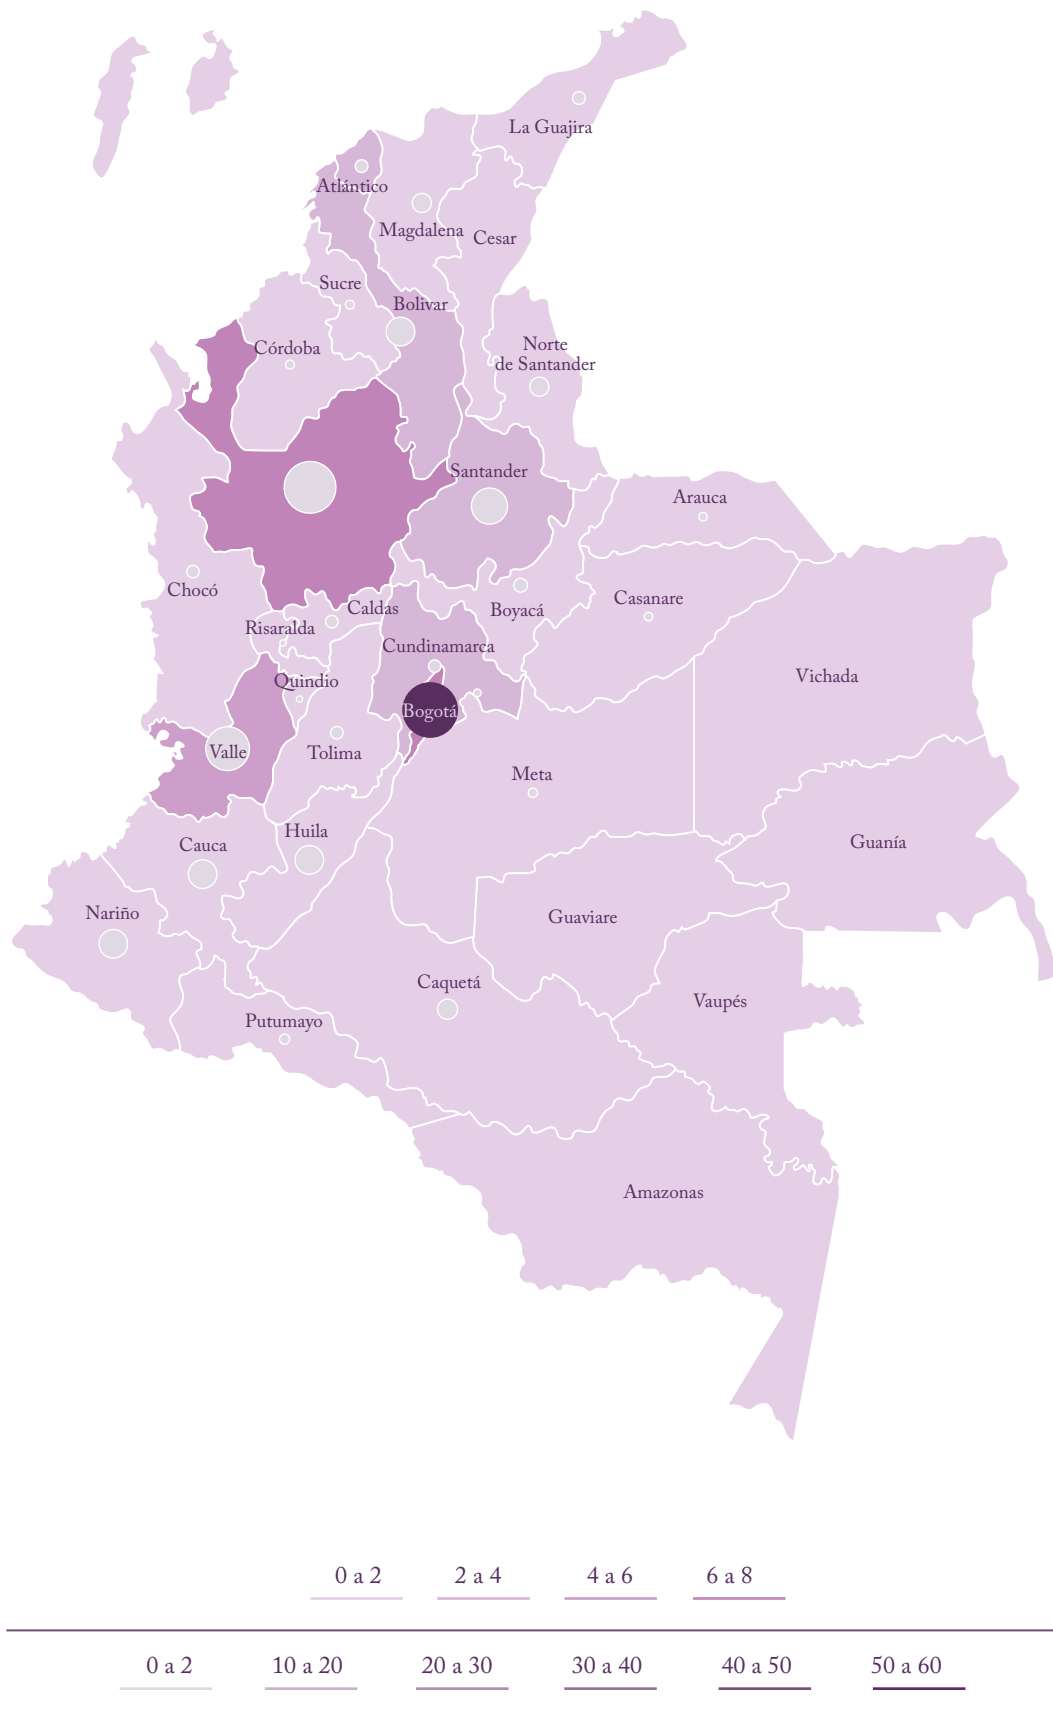 La Guajira
Atlántico
Magdalena
Cesar
Sucre
Bolivar
Córdoba
Norte
de Santander
Santander
Arauca
Chocó
Caldas
Boyacá
Casanare
Risaralda
Cundinamarca
Quindio
Vichada
Bogotá
Valle
Tolima
Meta
Huila
Cauca
Guanía
Nariño
Guaviare
Caquetá
Vaupés
Putumayo
Amazonas
0 a 2 2 a 4 4 a 6 6 a 8
0 a 2 10 a 20 20 a 30 30 a 40 40 a 50 50 a 60